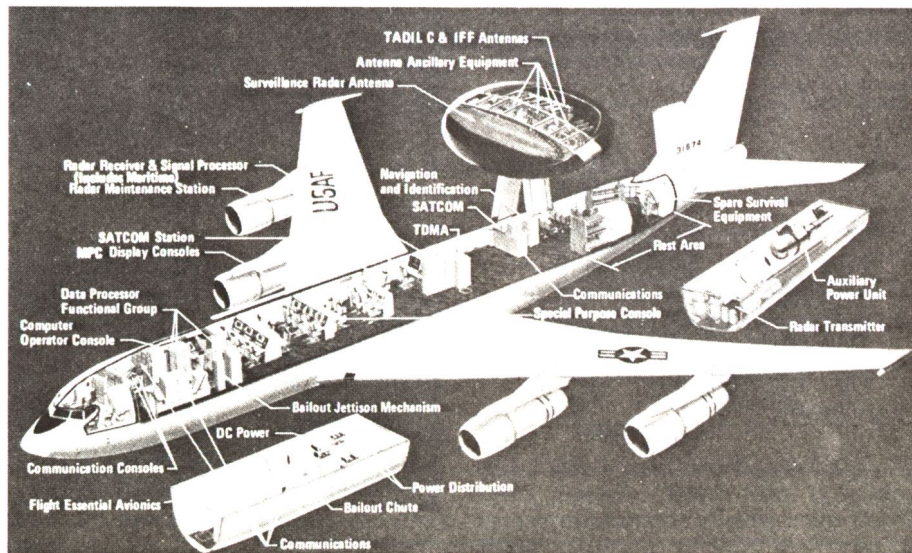 TADIL C & IFF Antennas
Antenna Ancillary Equipment
Surveillance Radar Antenna
Radar Receiver & Signal Processor
(Includes Maritime)
Radar Maintenance Station
USAF
31674
Navigation
and Identification
SATCOM
Spare Survival
Equipment
TDMA
SATCOM Station
MPC Display Consoles
Rest Area
Auxiliary
Power Unit
Communications
Data Processor
Functional Group
Special Purpose Console
Radar Transmitter
Computer
Operator Console
Bailout Jettison Mechanism
DC Power
Communication Consoles
Power Distribution
Flight Essential Avionics
Bailout Chute
Communications